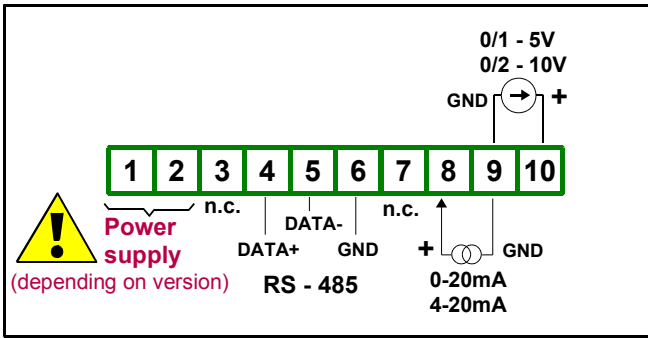 0/1 - 5V
0/2 - 10V
GND +
1 2 3 4 5 6 7 8 9 10
n.c. n.c.
Power
supply
(depending on version)
DATA-
DATA+ GND
RS - 485
+ GND
0-20mA
4-20mA
!